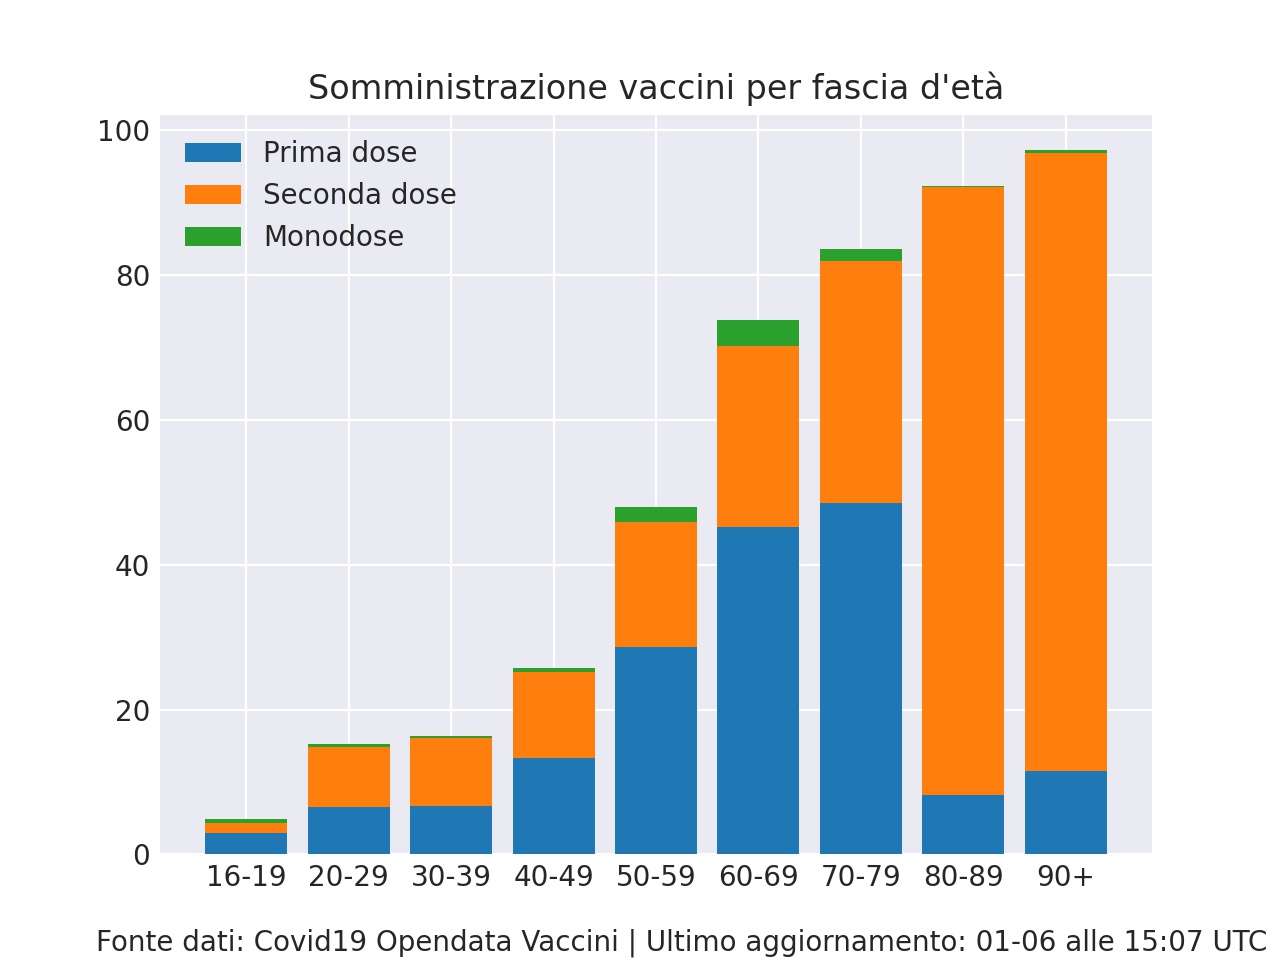 Somministrazione vaccini per fascia d'età
Prima dose
Seconda dose
Monodose
100
80
60
40
20
0
16-19 20-29 30-39 40-49 50-59 60-69 70-79 80-89 90+
Fonte dati: Covid19 Opendata Vaccini | Ultimo aggiornamento: 01-06 alle 15:07 UTC